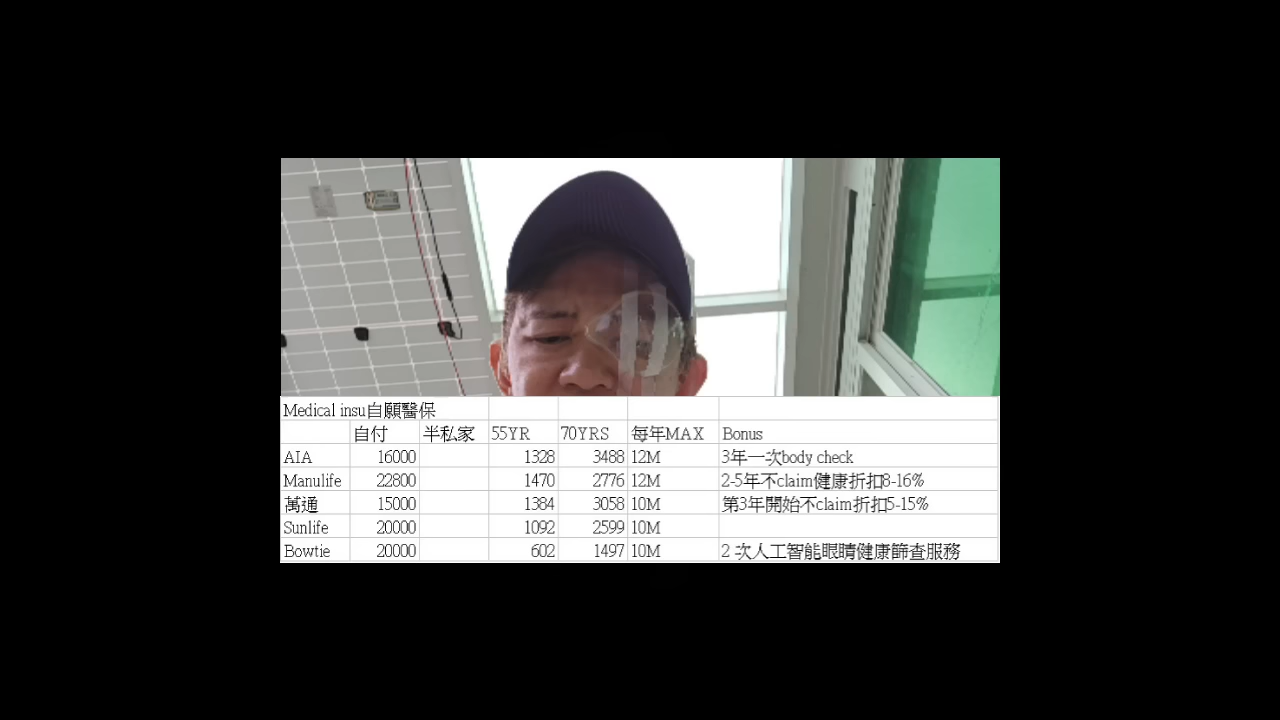 Medical insu自願醫保
自付 半私家 55YR 70YRS 每年MAX Bonus
AIA 16000 1328 3488 12M 3年一次body check
Manulife 22800 1470 2776 12M 2-5年不claim健康折扣8-16%
萬通 15000 1384 3058 10M 第3年開始不claim折扣5-15%
Sunlife 20000 1092 2599 10M
Bowtie 20000 602 1497 10M 2 次人工智能眼睛健康篩查服務